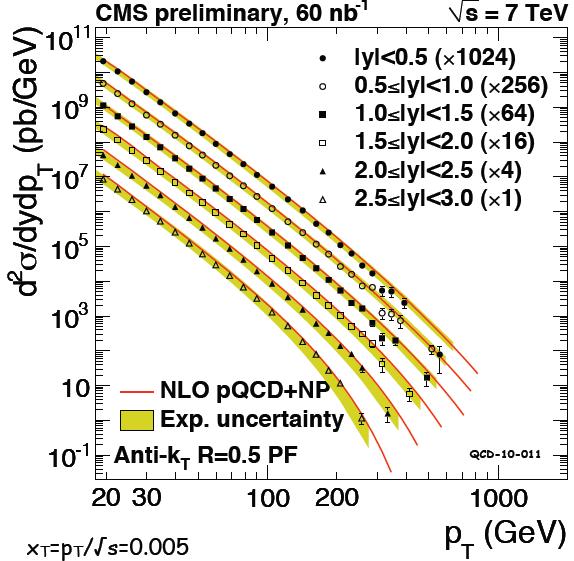 CMS preliminary, 60 nb⁻¹ √s = 7 TeV
d²σ/dydp_T (pb/GeV)
10¹¹
10⁹
10⁷
10⁵
10³
10
10⁻¹
|y|<0.5 (×1024)
0.5≤|y|<1.0 (×256)
1.0≤|y|<1.5 (×64)
1.5≤|y|<2.0 (×16)
2.0≤|y|<2.5 (×4)
2.5≤|y|<3.0 (×1)
NLO pQCD+NP
Exp. uncertainty
Anti-k_T R=0.5 PF
QCD-10-011
20 30 100 200 1000
p_T (GeV)
x_T=p_T/√s=0.005